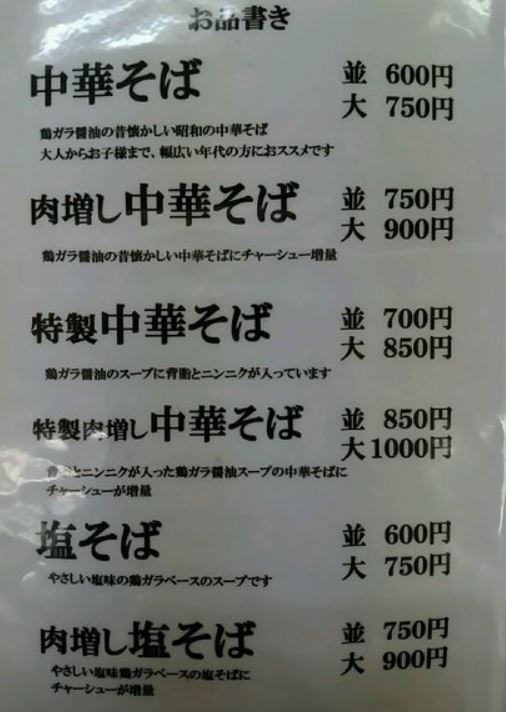 お品書き
中華そば 並 600円
大 750円
鶏ガラ醤油の昔懐かしい昭和の中華そば
大人からお子様まで、幅広い年代の方におススメです
肉増し中華そば 並 750円
大 900円
鶏ガラ醤油の昔懐かしい中華そばにチャーシュー増量
特製中華そば 並 700円
大 850円
鶏ガラ醤油のスープに背脂とニンニクが入っています
特製肉増し中華そば 並 850円
大 1000円
背とニンニクが入った鶏ガラ醤油スープの中華そばに
チャーシューが増量
塩そば 並 600円
大 750円
やさしい塩味の鶏ガラベースのスープです
肉増し塩そば 並 750円
大 900円
やさしい塩味鶏ガラベースの塩そばに
チャーシューが増量